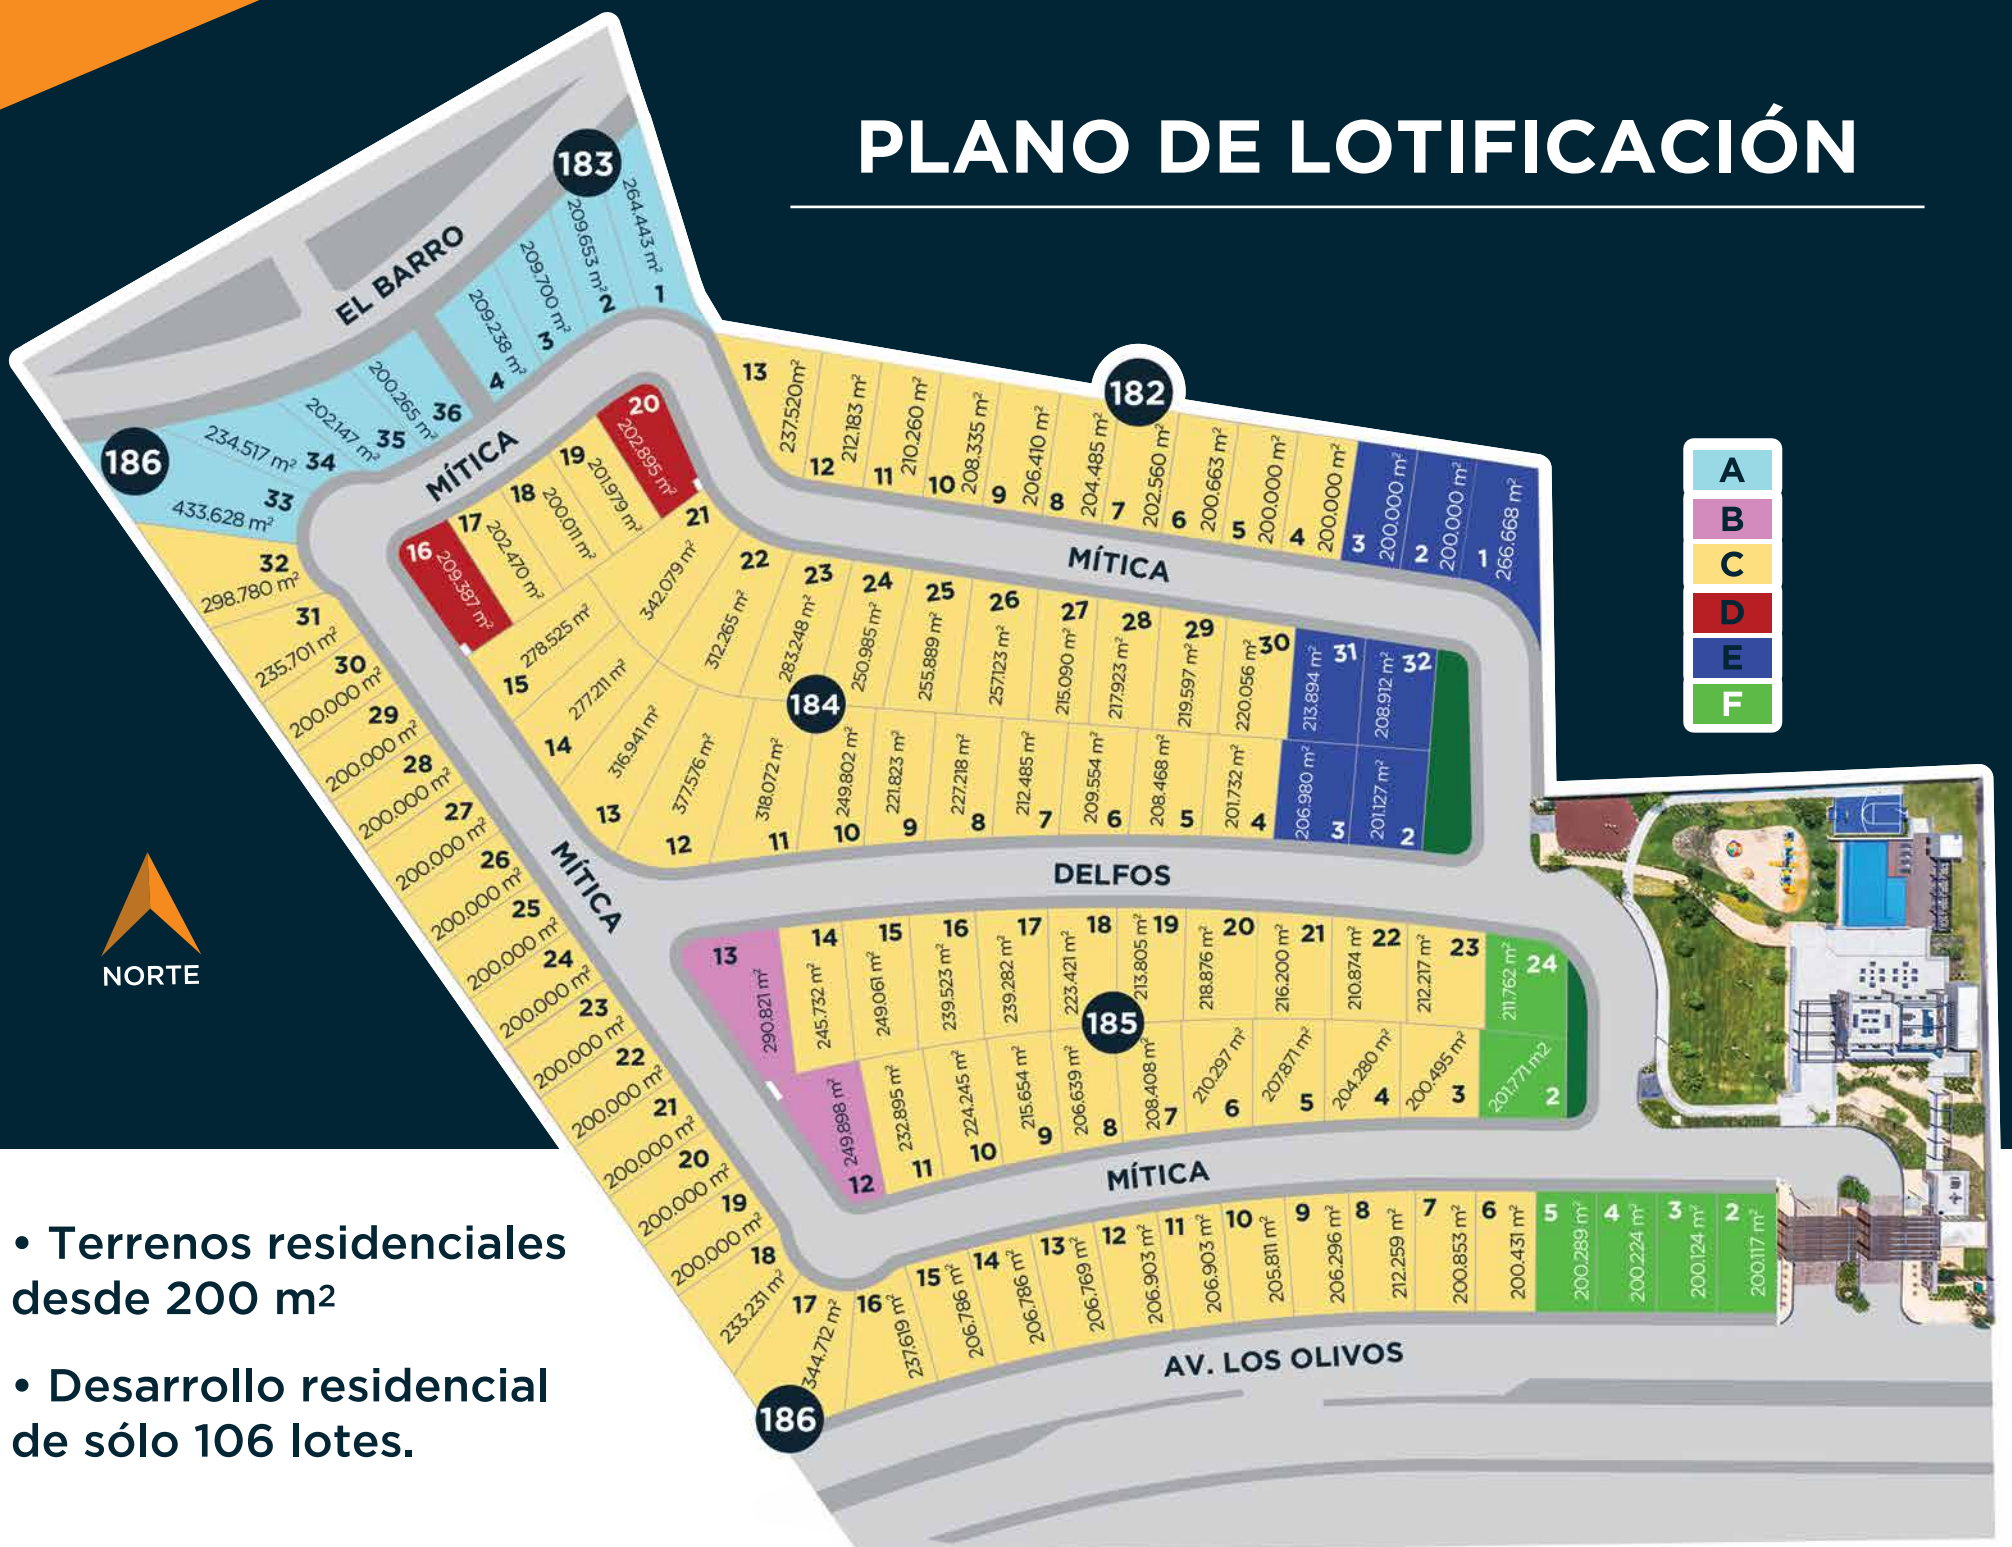 PLANO DE LOTIFICACIÓN
183
264.443 m² 1
209.653 m² 2
209.700 m² 3
209.238 m² 4
EL BARRO
186
200.265 m² 36
202.147 m² 35
234.517 m² 34
433.628 m² 33
32 298.780 m²
31 235.701 m²
30 200.000 m²
29 200.000 m²
28 200.000 m²
27 200.000 m²
26 200.000 m²
25 200.000 m²
24 200.000 m²
23 200.000 m²
22 200.000 m²
21 200.000 m²
20 200.000 m²
19 200.000 m²
18 233.231 m²
17 344.712 m²
16 237.619 m²
15 206.786 m²
14 206.786 m²
13 206.769 m²
12 206.903 m²
11 206.903 m²
10 205.811 m²
9 206.296 m²
8 212.259 m²
7 200.853 m²
6 200.431 m²
5 200.289 m²
4 200.224 m²
3 200.124 m²
2 200.117 m²
186
AV. LOS OLIVOS
182
13 237.520m²
12 212.183 m²
11 210.260 m²
10 208.335 m²
9 206.410 m²
8 204.485 m²
7 202.560 m²
6 200.663 m²
5 200.000 m²
4 200.000 m²
3 200.000 m²
2 200.000 m²
1 266.668 m²
MÍTICA
MÍTICA
MÍTICA
184
16 209.387 m²
17 202.470 m²
18 200.011 m²
19 201.979 m²
20 202.895 m²
21 342.079 m²
22 312.265 m²
23 283.248 m²
24 250.985 m²
25 255.889 m²
26 257.123 m²
27 215.090 m²
28 217.923 m²
29 219.597 m²
30 220.056 m²
31 213.894 m²
32 208.912 m²
15 278.525 m²
14 277.211 m²
13 316.941 m²
12 377.576 m²
11 318.072 m²
10 249.802 m²
9 221.823 m²
8 227.218 m²
7 212.485 m²
6 209.554 m²
5 208.468 m²
4 201.732 m²
3 206.980 m²
2 201.127 m²
DELFOS
185
13 290.821 m²
14 245.732 m²
15 249.061 m²
16 239.523 m²
17 239.282 m²
18 223.421 m²
19 213.805 m²
20 218.876 m²
21 216.200 m²
22 210.874 m²
23 212.217 m²
24 211.762 m²
12 249.898 m²
11 232.895 m²
10 224.245 m²
9 215.654 m²
8 206.639 m²
7 208.408 m²
6 210.297 m²
5 207.871 m²
4 204.280 m²
3 200.495 m²
2 201.771 m2
MÍTICA
A
B
C
D
E
F
NORTE
• Terrenos residenciales
desde 200 m²
• Desarrollo residencial
de sólo 106 lotes.